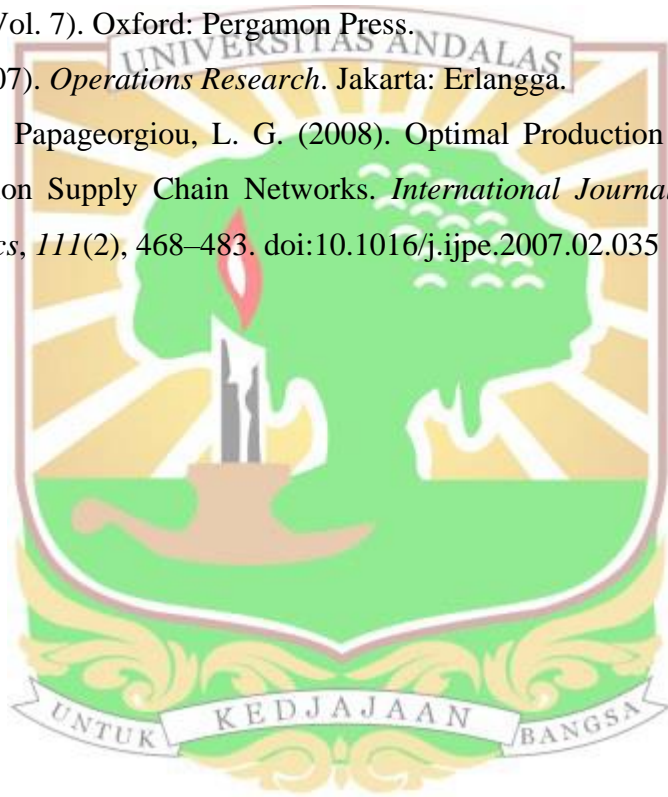 Vol. 7). Oxford: Pergamon Press.
UNIVERSITAS ANDALAS
07). Operations Research. Jakarta: Erlangga.
Papageorgiou, L. G. (2008). Optimal Production
on Supply Chain Networks. International Journal
cs, 111(2), 468–483. doi:10.1016/j.ijpe.2007.02.035
UNTUK KEDJAJAAN BANGSA